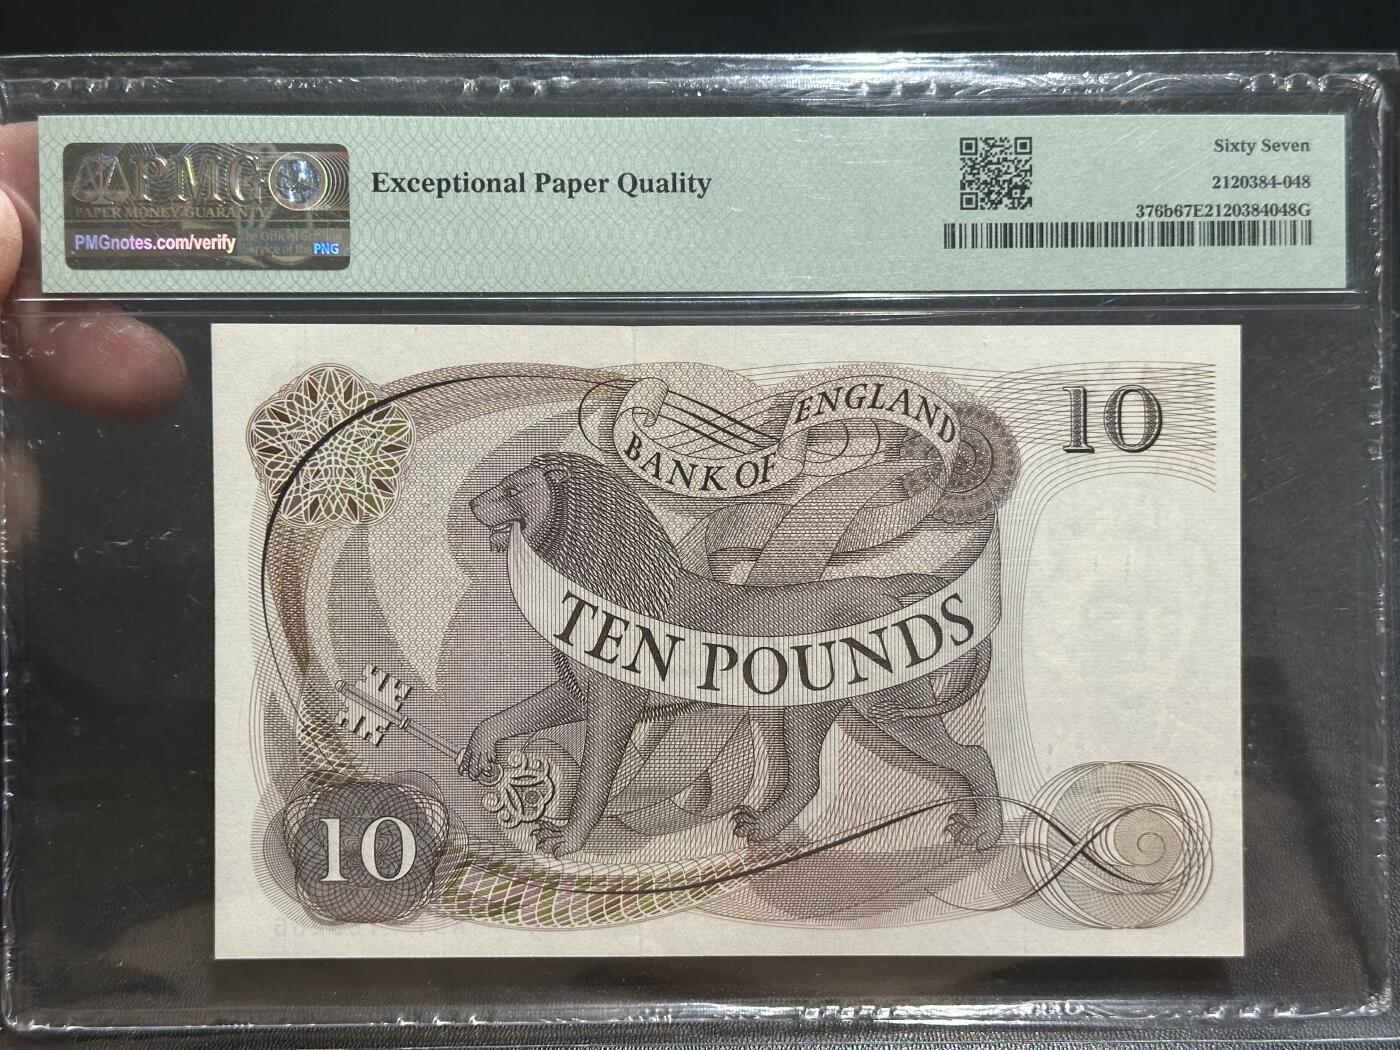 PMG
PAPER MONEY GUARANTY
PMGnotes.com/verify
The Official Grading
Service of the PNG
Exceptional Paper Quality
Sixty Seven
2120384-048
376b67E2120384048G
BANK OF ENGLAND
10
TEN POUNDS
10